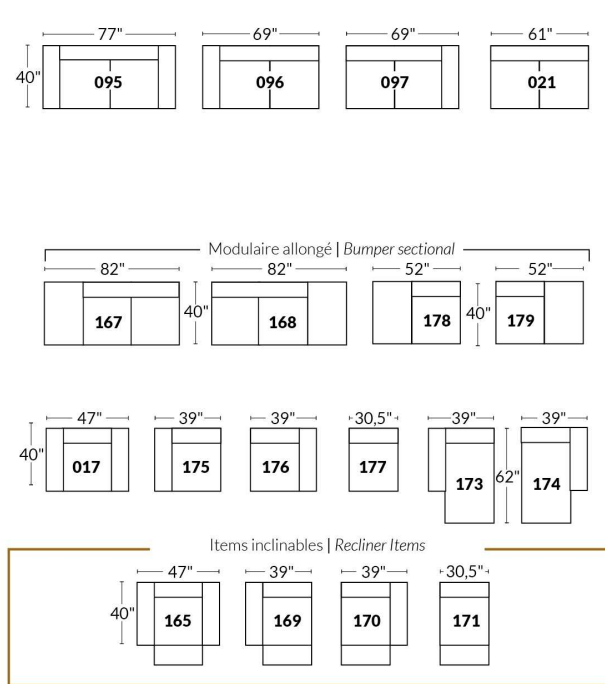 77" 69" 69" 61"
40" 095 096 097 021
Modulaire allongé | Bumper sectional
82" 82" 52" 52"
167 40" 168 178 40" 179
47" 39" 39" 30,5" 39" 39"
40" 017 175 176 177 173 62" 174
Items inclinables | Recliner Items
47" 39" 39" 30,5"
40" 165 169 170 171